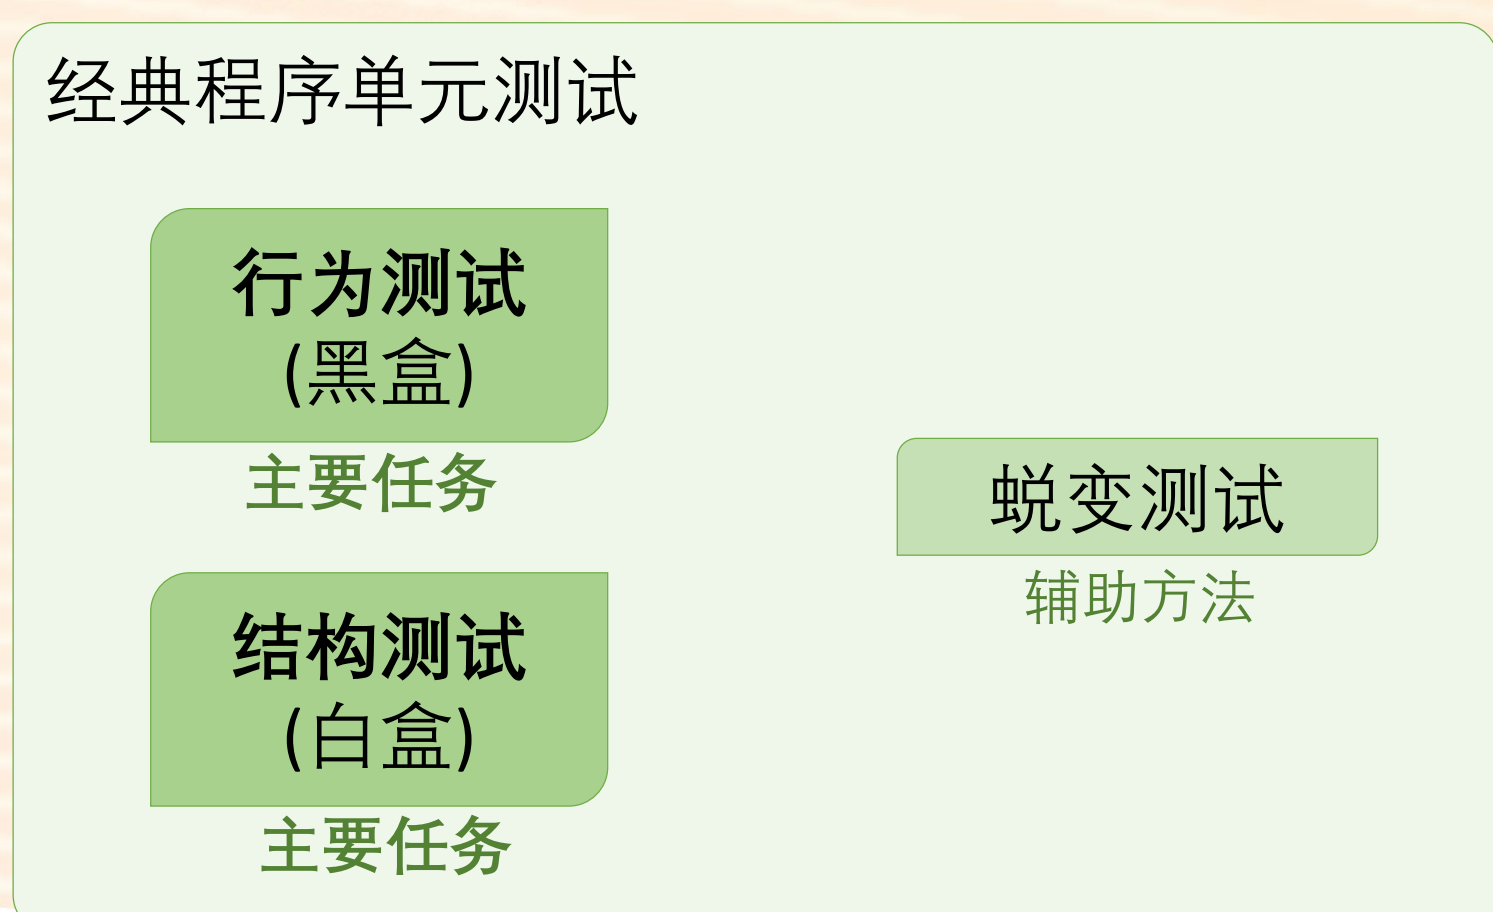 经典程序单元测试
行为测试
(黑盒)
主要任务
结构测试
(白盒)
主要任务
蜕变测试
辅助方法